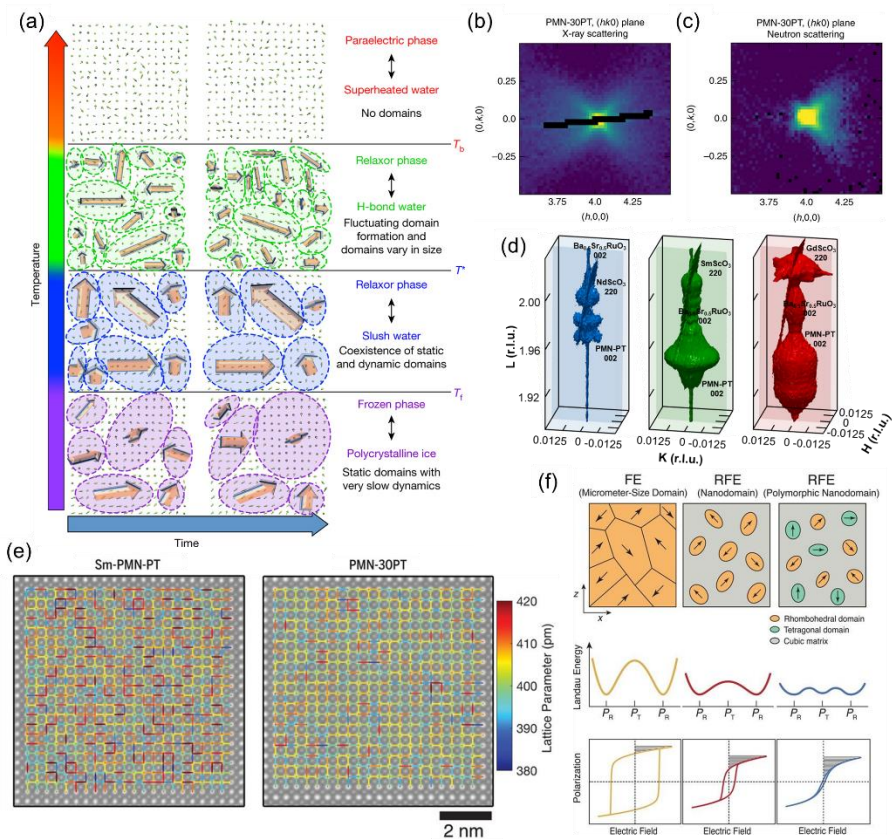 (a)
Temperature
Time
Paraelectric phase
Superheated water
No domains
T_b
Relaxor phase
H-bond water
Fluctuating domain
formation and
domains vary in size
T*
Relaxor phase
Slush water
Coexistence of static
and dynamic domains
T_f
Frozen phase
Polycrystalline ice
Static domains with
very slow dynamics
(b)
PMN-30PT, (hk0) plane
X-ray scattering
(0,k,0)
0.25
0.00
-0.25
3.75
4.0
4.25
(h,0,0)
(c)
PMN-30PT, (hk0) plane
Neutron scattering
(0,k,0)
0.25
0.00
-0.25
3.75
4.0
4.25
(h,0,0)
(d)
L (r.l.u.)
2.00
1.96
1.92
Ba0.5Sr0.5RuO3
002
NdScO3
220
PMN-PT
002
SmScO3
220
Ba0.5Sr0.5RuO3
002
PMN-PT
002
GdScO3
220
Ba0.5Sr0.5RuO3
002
PMN-PT
002
0.0125 0 -0.0125
0.0125 0 -0.0125
0.0125 0 -0.0125
K (r.l.u.)
0.0125
0
-0.0125
H (r.l.u.)
(e)
Sm-PMN-PT
PMN-30PT
420
410
400
390
380
Lattice Parameter (pm)
2 nm
(f)
FE
(Micrometer-Size Domain)
RFE
(Nanodomain)
RFE
(Polymorphic Nanodomain)
z
x
Rhombohedral domain
Tetragonal domain
Cubic matrix
Landau Energy
P_R P_T P_R
P_R P_T P_R
P_R P_T P_R
Polarization
Electric Field
Electric Field
Electric Field